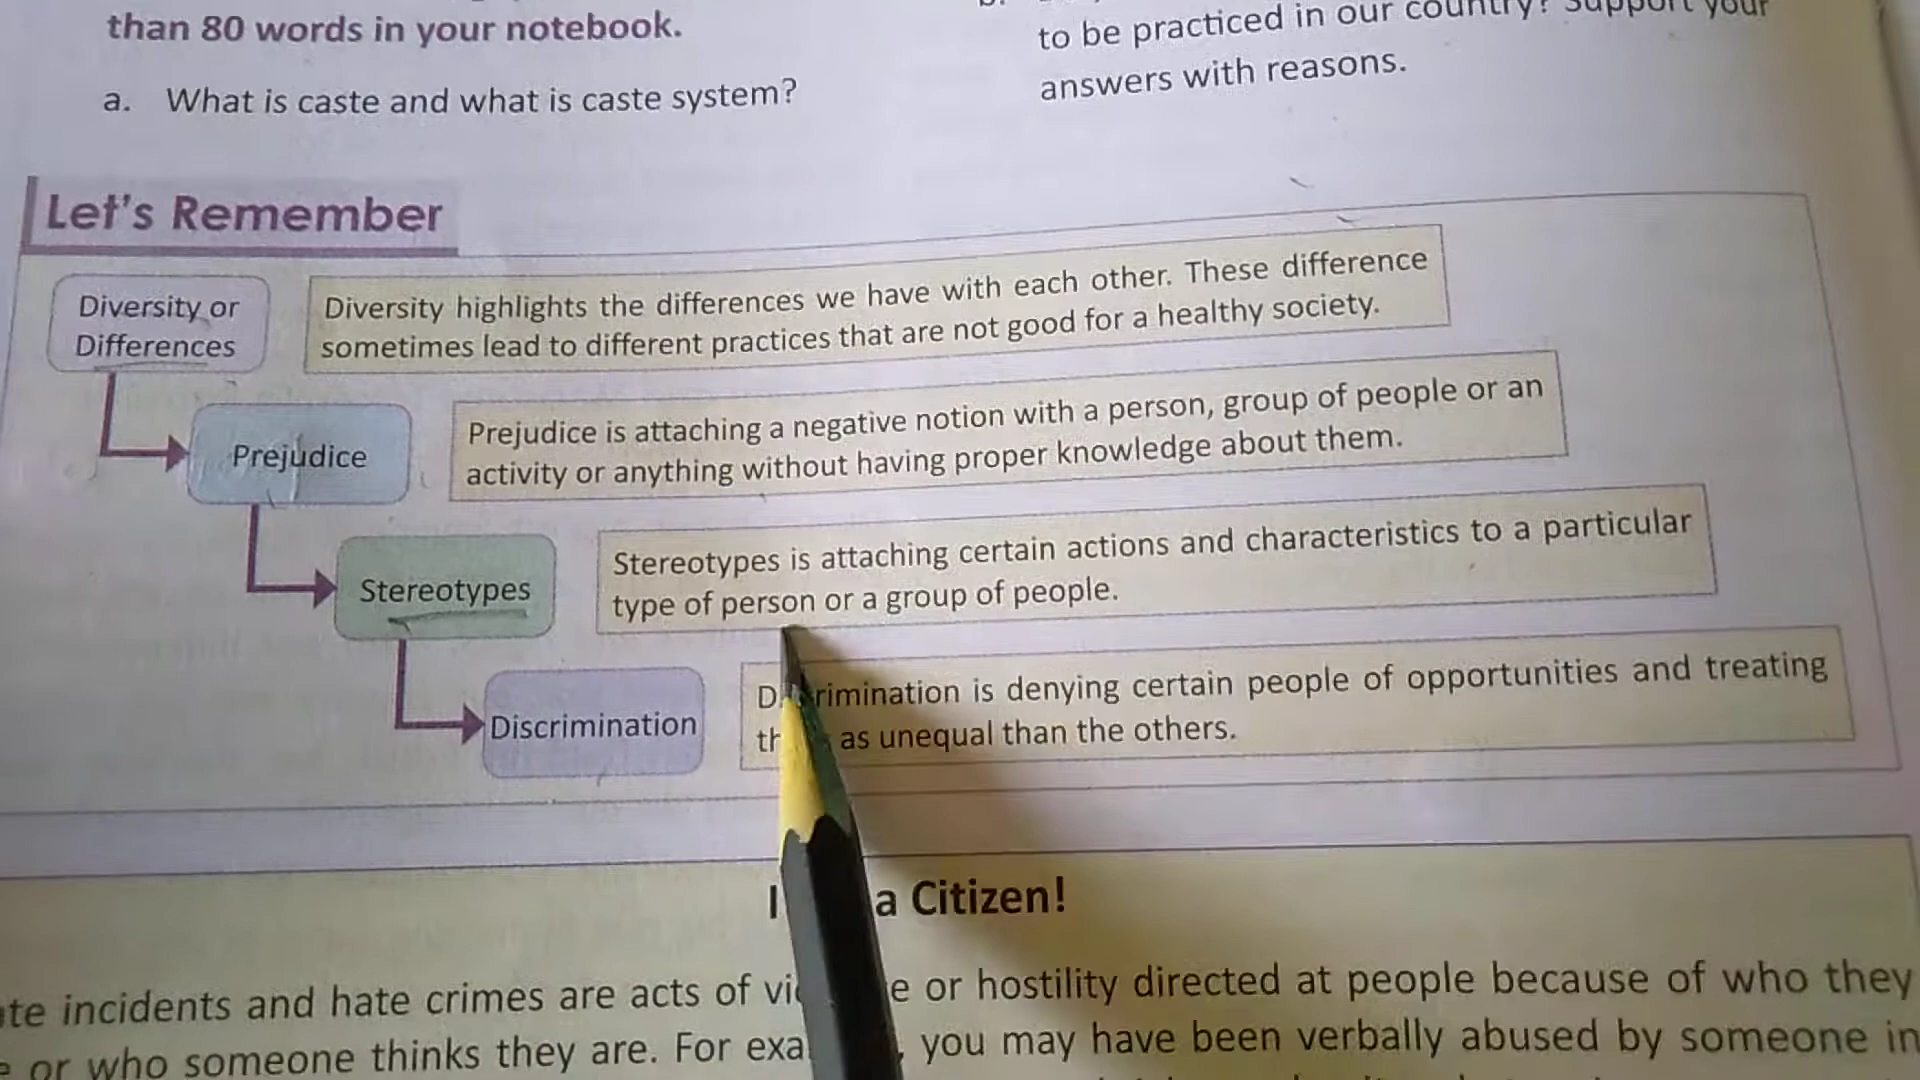 than 80 words in your notebook.
a. What is caste and what is caste system?
to be practiced in our country? Support your
answers with reasons.
Let's Remember
Diversity or
Differences
Diversity highlights the differences we have with each other. These difference
sometimes lead to different practices that are not good for a healthy society.
Prejudice
Prejudice is attaching a negative notion with a person, group of people or an
activity or anything without having proper knowledge about them.
Stereotypes
Stereotypes is attaching certain actions and characteristics to a particular
type of person or a group of people.
Discrimination
Discrimination is denying certain people of opportunities and treating
as unequal than the others.
I a Citizen!
incidents and hate crimes are acts of or hostility directed at people because of who they
or who someone thinks they are. For you may have been verbally abused by someone in